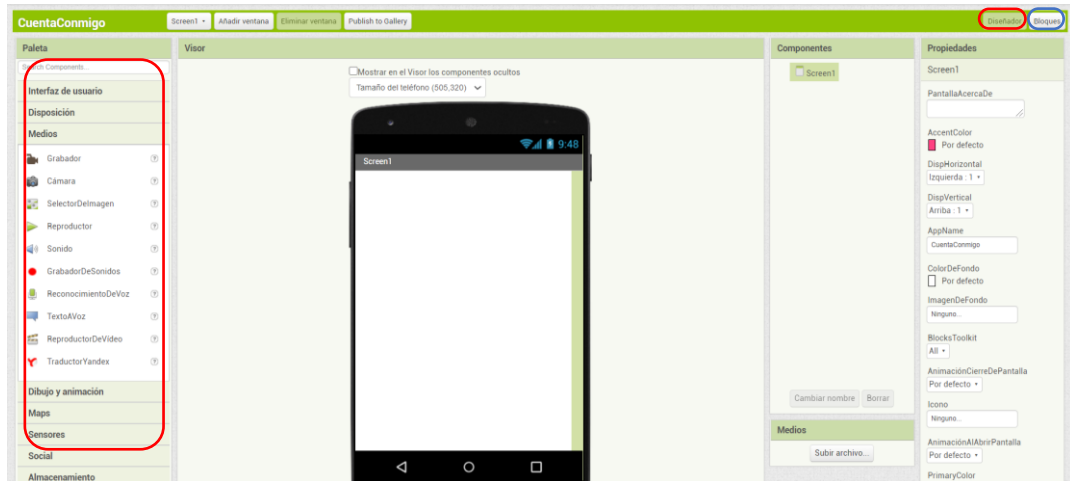 CuentaConmigo
Screen1
Añadir ventana
Eliminar ventana
Publish to Gallery
Diseñador
Bloques
Paleta
Search Components...
Interfaz de usuario
Disposición
Medios
Grabador
Cámara
SelectorDeImagen
Reproductor
Sonido
GrabadorDeSonidos
ReconocimientoDeVoz
TextoAVoz
ReproductorDeVídeo
TraductorYandex
Dibujo y animación
Maps
Sensores
Social
Almacenamiento
Visor
Mostrar en el Visor los componentes ocultos
Tamaño del teléfono (505,320)
9:48
Screen1
Componentes
Screen1
Cambiar nombre
Borrar
Medios
Subir archivo...
Propiedades
Screen1
PantallaAcercaDe
AccentColor
Por defecto
DispHorizontal
Izquierda : 1
DispVertical
Arriba : 1
AppName
CuentaConmigo
ColorDeFondo
Por defecto
ImagenDeFondo
Ninguno...
BlocksToolkit
All
AnimaciónCierreDePantalla
Por defecto
Icono
Ninguno...
AnimaciónAlAbrirPantalla
Por defecto
PrimaryColor